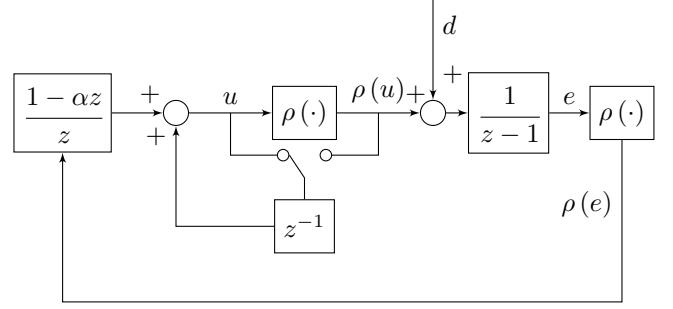 d
1 − αz
z
+
+
u
ρ (·)
ρ (u)
+
+
1
z − 1
e
ρ (·)
z⁻¹
ρ (e)